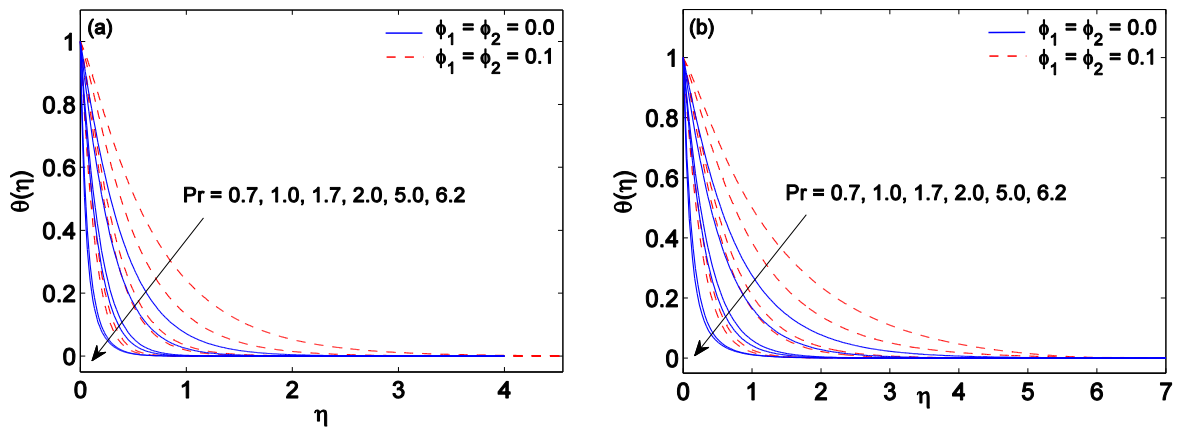 (a)
ϕ1 = ϕ2 = 0.0
ϕ1 = ϕ2 = 0.1
Pr = 0.7, 1.0, 1.7, 2.0, 5.0, 6.2
θ(η)
1
0.8
0.6
0.4
0.2
0
0 1 2 3 4
η
(b)
ϕ1 = ϕ2 = 0.0
ϕ1 = ϕ2 = 0.1
Pr = 0.7, 1.0, 1.7, 2.0, 5.0, 6.2
θ(η)
1
0.8
0.6
0.4
0.2
0
0 1 2 3 4 5 6 7
η